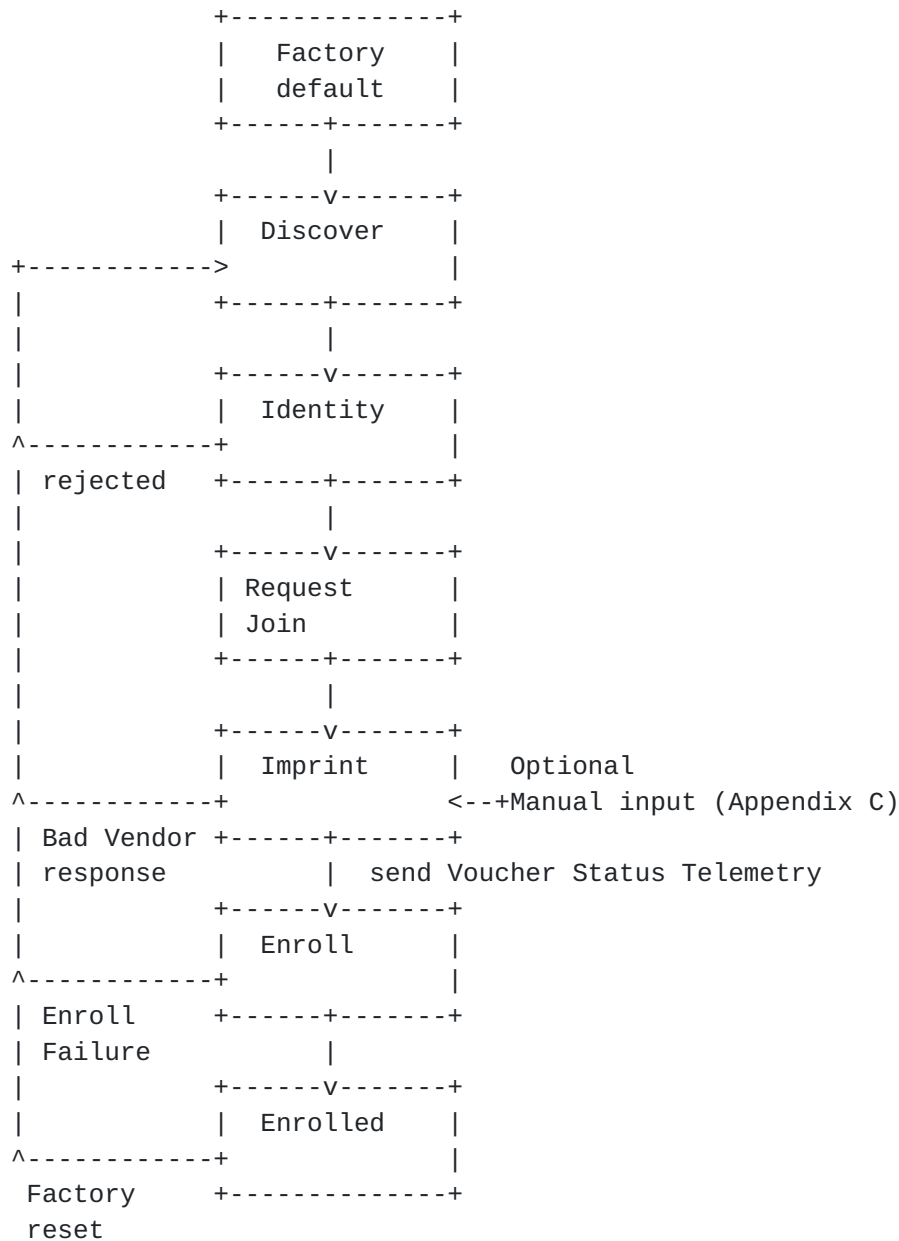 Factory
default
Discover
Identity
rejected
Request
Join
Imprint Optional
Manual input (Appendix C)
Bad Vendor
response send Voucher Status Telemetry
Enroll
Enroll
Failure
Enrolled
Factory
reset